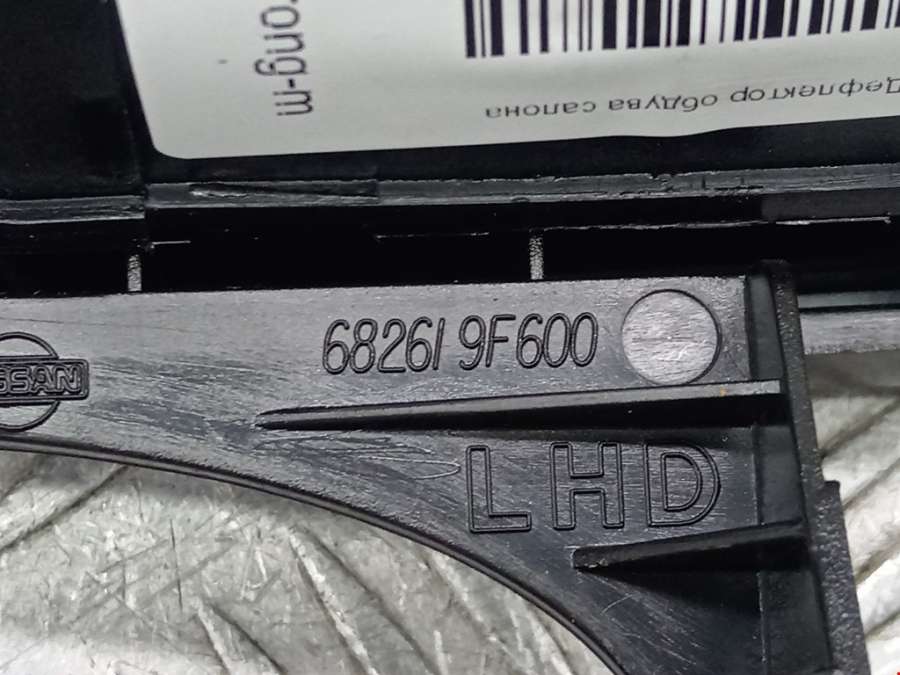 ong-m
Дефлектор обдува салона
68261 9F600
NISSAN
LHD